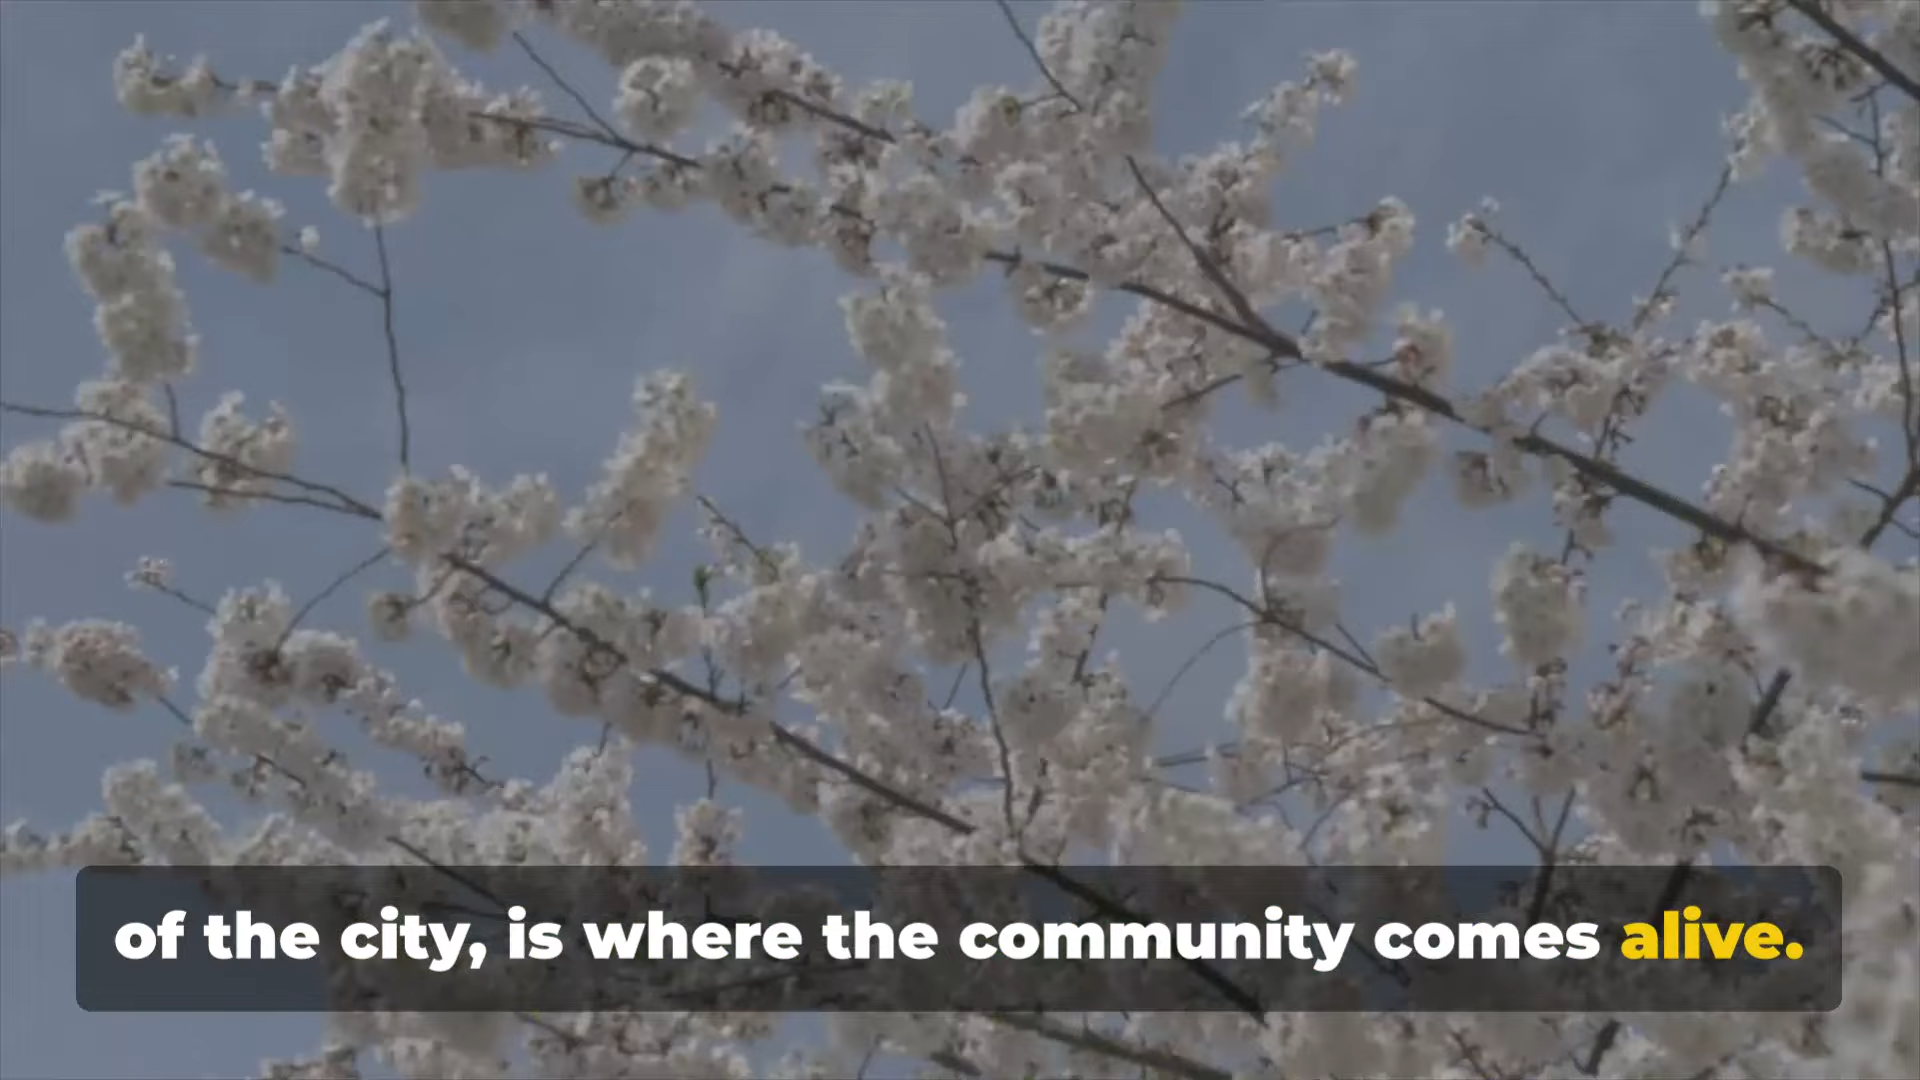 of the city, is where the community comes alive.